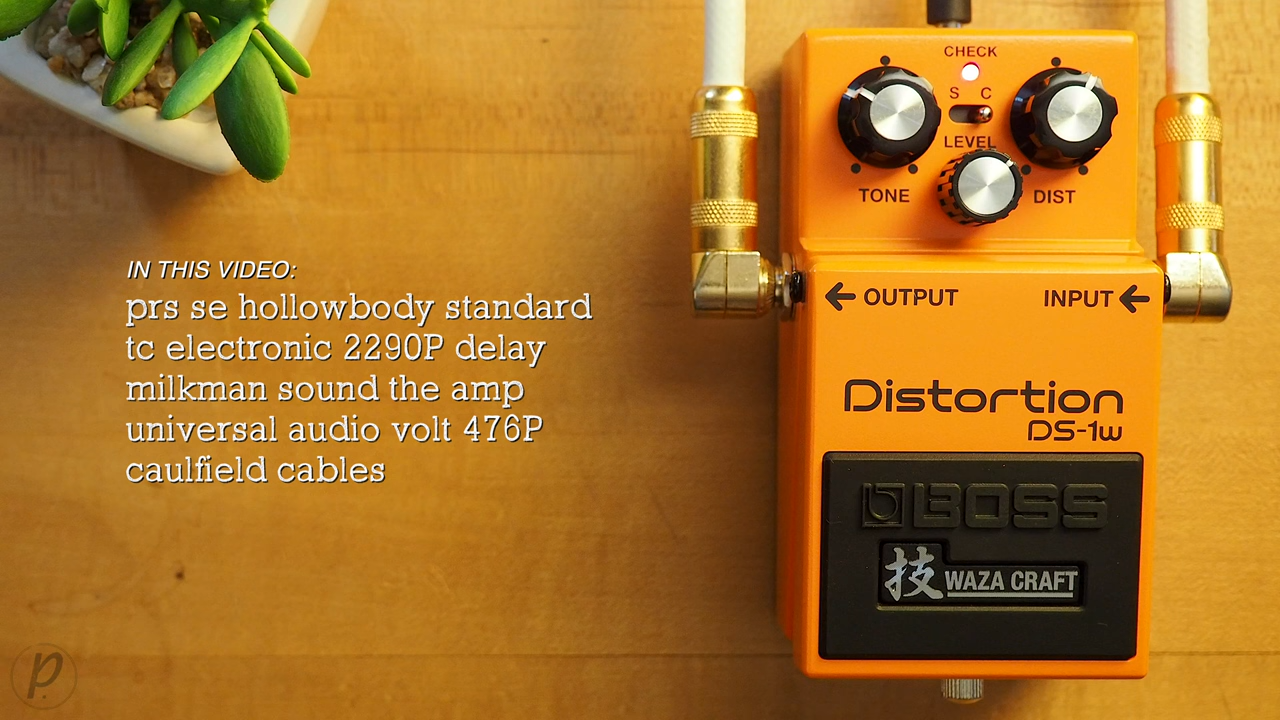 IN THIS VIDEO:
prs se hollowbody standard
tc electronic 2290P delay
milkman sound the amp
universal audio volt 476P
caulfield cables
CHECK
S C
LEVEL
TONE
DIST
OUTPUT
INPUT
Distortion
DS-1w
BOSS
技 WAZA CRAFT
p.